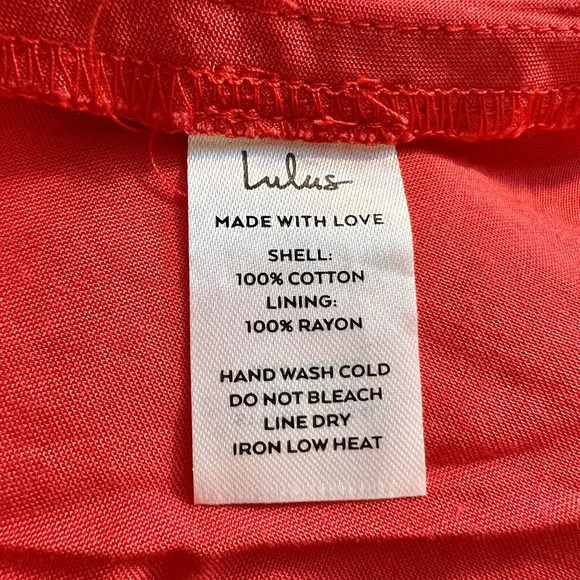 Lulus
MADE WITH LOVE
SHELL:
100% COTTON
LINING:
100% RAYON
HAND WASH COLD
DO NOT BLEACH
LINE DRY
IRON LOW HEAT